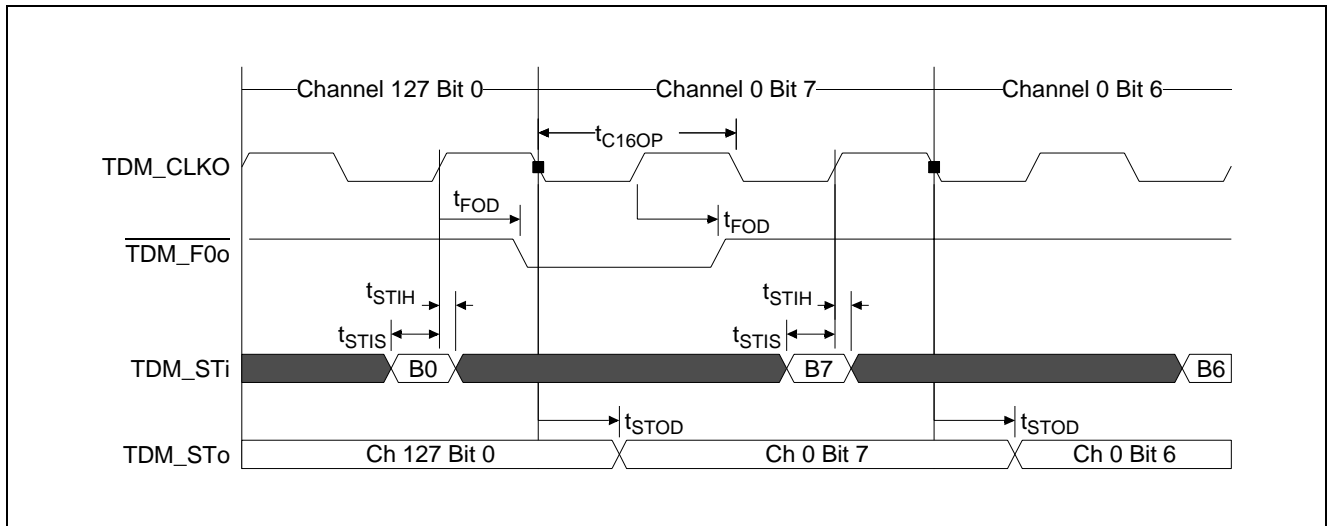 Channel 127 Bit 0 Channel 0 Bit 7 Channel 0 Bit 6
tC16OP
TDM_CLKO
tFOD tFOD
TDM_F0o
tSTIH tSTIH
tSTIS tSTIS
TDM_STi B0 B7 B6
tSTOD tSTOD
TDM_STo Ch 127 Bit 0 Ch 0 Bit 7 Ch 0 Bit 6